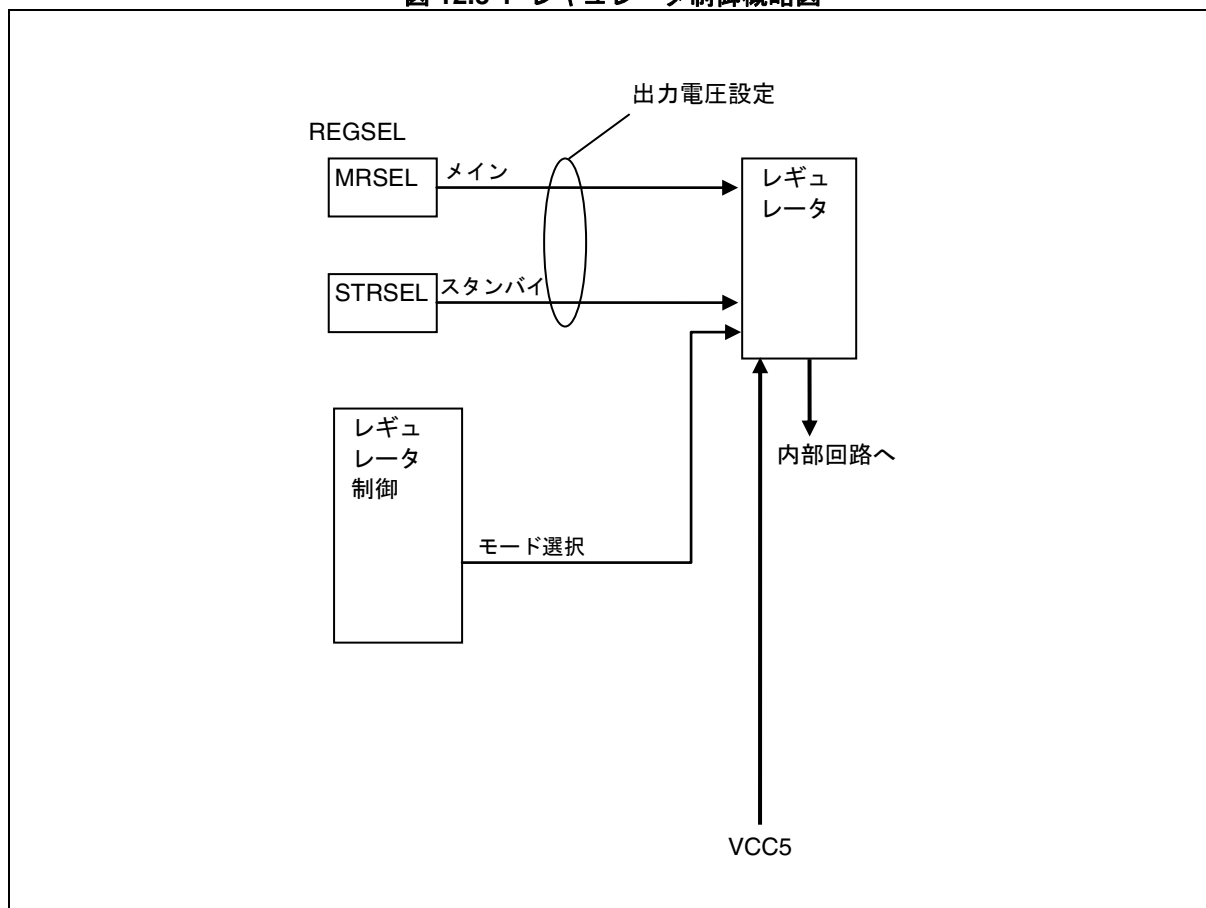 出力電圧設定
REGSEL
MRSEL
メイン
レギュ
レータ
STRSEL
スタンバイ
レギュ
レータ
制御
内部回路へ
モード選択
VCC5